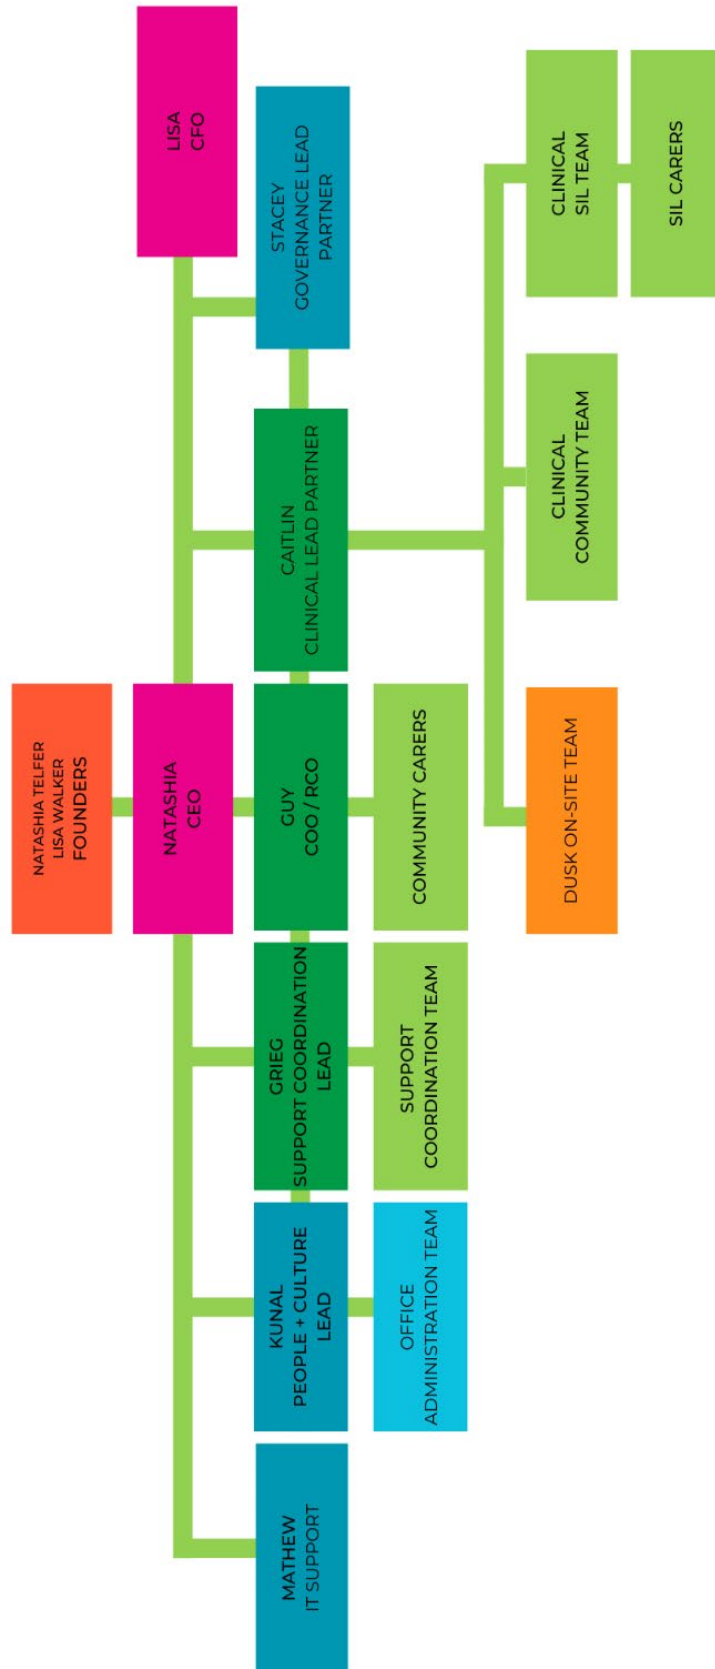 NATASHIA TELFER
LISA WALKER
FOUNDERS
NATASHIA
CEO
LISA
CFO
MATHEW
IT SUPPORT
KUNAL
PEOPLE + CULTURE
LEAD
GRIEG
SUPPORT COORDINATION
LEAD
GUY
COO / RCO
CAITLIN
CLINICAL LEAD PARTNER
STACEY
GOVERNANCE LEAD
PARTNER
OFFICE
ADMINISTRATION TEAM
SUPPORT
COORDINATION TEAM
COMMUNITY CARERS
DUSK ON-SITE TEAM
CLINICAL
COMMUNITY TEAM
CLINICAL
SIL TEAM
SIL CARERS